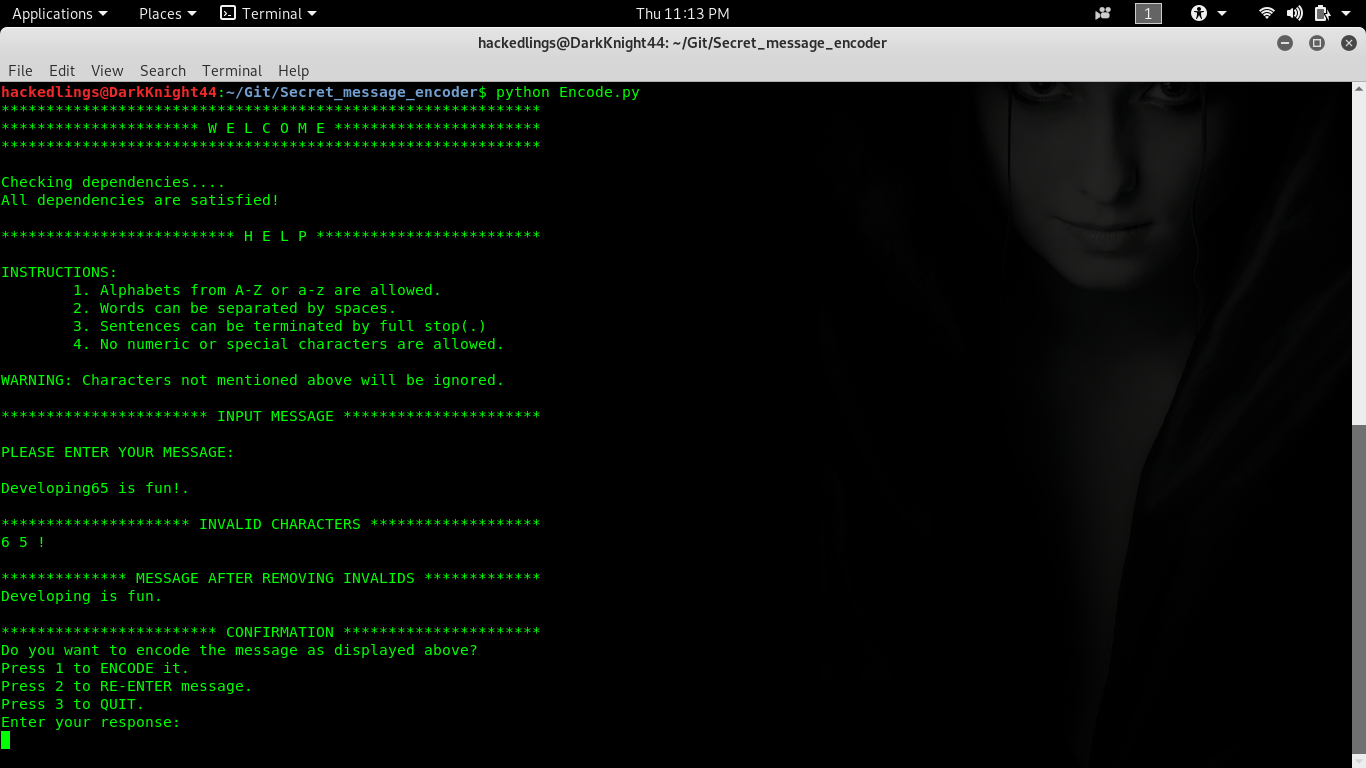 Applications Places Terminal Thu 11:13 PM 1
hackedlings@DarkKnight44: ~/Git/Secret_message_encoder
File Edit View Search Terminal Help
hackedlings@DarkKnight44:~/Git/Secret_message_encoder$ python Encode.py
************************************************************
********************** W E L C O M E ***********************
************************************************************
Checking dependencies....
All dependencies are satisfied!
************************** H E L P *************************
INSTRUCTIONS:
1. Alphabets from A-Z or a-z are allowed.
2. Words can be separated by spaces.
3. Sentences can be terminated by full stop(.)
4. No numeric or special characters are allowed.
WARNING: Characters not mentioned above will be ignored.
*********************** INPUT MESSAGE **********************
PLEASE ENTER YOUR MESSAGE:
Developing65 is fun!.
********************* INVALID CHARACTERS *******************
6 5 !
************** MESSAGE AFTER REMOVING INVALIDS *************
Developing is fun.
************************ CONFIRMATION **********************
Do you want to encode the message as displayed above?
Press 1 to ENCODE it.
Press 2 to RE-ENTER message.
Press 3 to QUIT.
Enter your response: